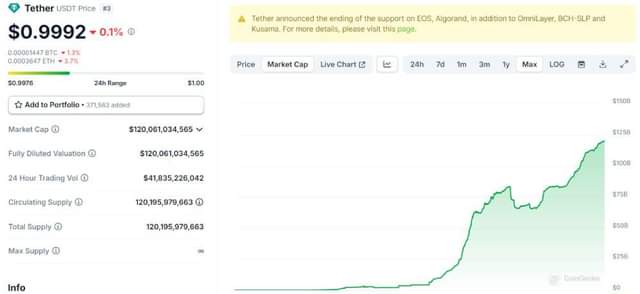 Tether USDT Price #3
$0.9992 0.1%
0.00001447 BTC 1.3%
0.0003647 ETH 3.7%
$0.9976 24h Range $1.00
Add to Portfolio • 371,563 added
Market Cap $120,061,034,565
Fully Diluted Valuation $120,061,034,565
24 Hour Trading Vol $41,835,226,042
Circulating Supply 120,195,979,663
Total Supply 120,195,979,663
Max Supply ∞
Info
Tether announced the ending of the support on EOS, Algorand, in addition to OmniLayer, BCH-SLP and
Kusama. For more details, please visit this page.
Price Market Cap Live Chart 24h 7d 1m 3m 1y Max LOG
$150B
$125B
$100B
$75B
$50B
$25B
$0
CoinGecko